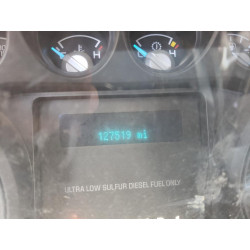 127519 mi
ULTRA LOW SULFUR DIESEL FUEL ONLY